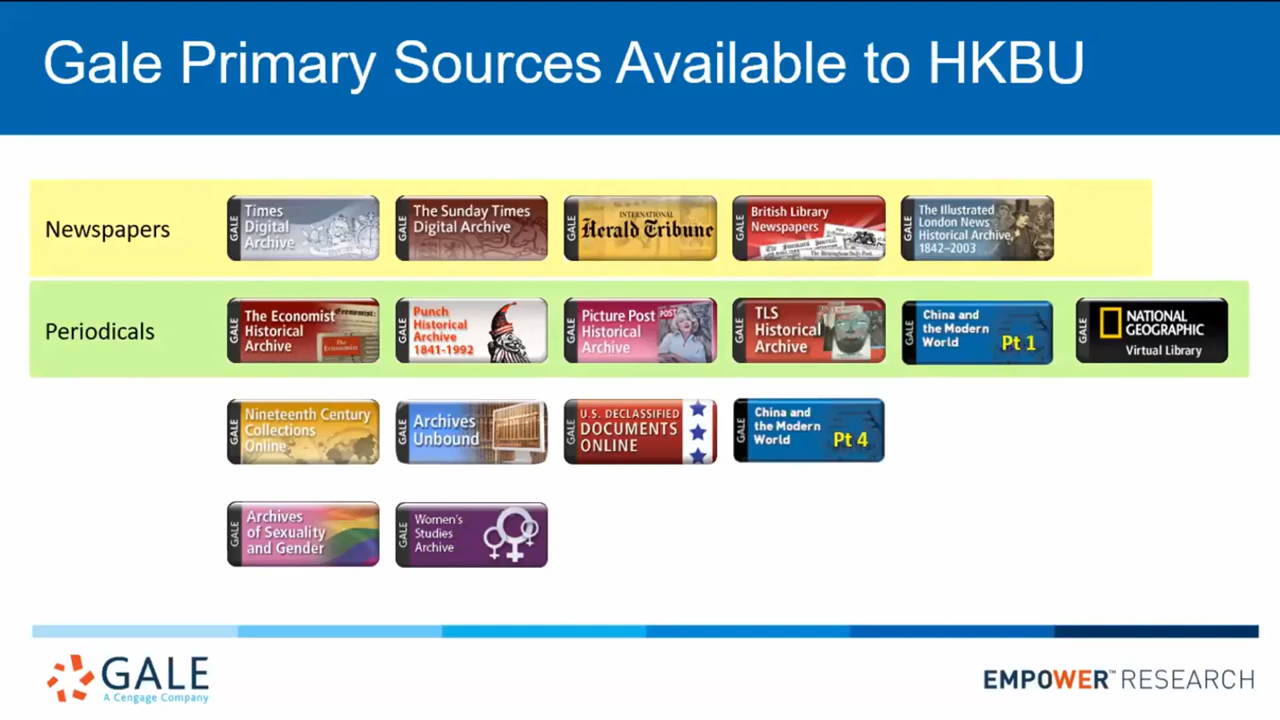 Gale Primary Sources Available to HKBU
Newspapers
GALE
Times
Digital
Archive
GALE
The Sunday Times
Digital Archive
GALE
INTERNATIONAL
Herald Tribune
GALE
British Library
Newspapers
GALE
The Illustrated
London News
Historical Archive
1842–2003
Periodicals
GALE
The Economist
Historical
Archive
GALE
Punch
Historical
Archive
1841-1992
GALE
Picture Post
Historical
Archive
POST
GALE
TLS
Historical
Archive
GALE
China and
the Modern
World
Pt 1
GALE
NATIONAL
GEOGRAPHIC
Virtual Library
GALE
Nineteenth Century
Collections
Online
GALE
Archives
Unbound
GALE
U.S. DECLASSIFIED
DOCUMENTS
ONLINE
GALE
China and
the Modern
World
Pt 4
GALE
Archives
of Sexuality
and Gender
GALE
Women's
Studies
Archive
GALE
A Cengage Company
EMPOWER™ RESEARCH